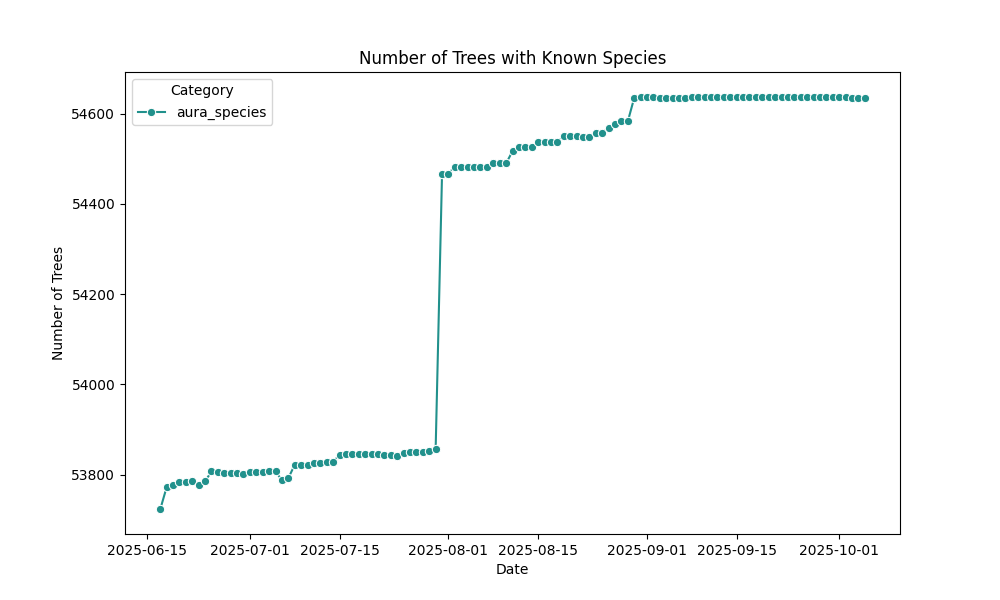 Number of Trees with Known Species
Category
aura_species
54600
54400
54200
54000
53800
Number of Trees
2025-06-15 2025-07-01 2025-07-15 2025-08-01 2025-08-15 2025-09-01 2025-09-15 2025-10-01
Date